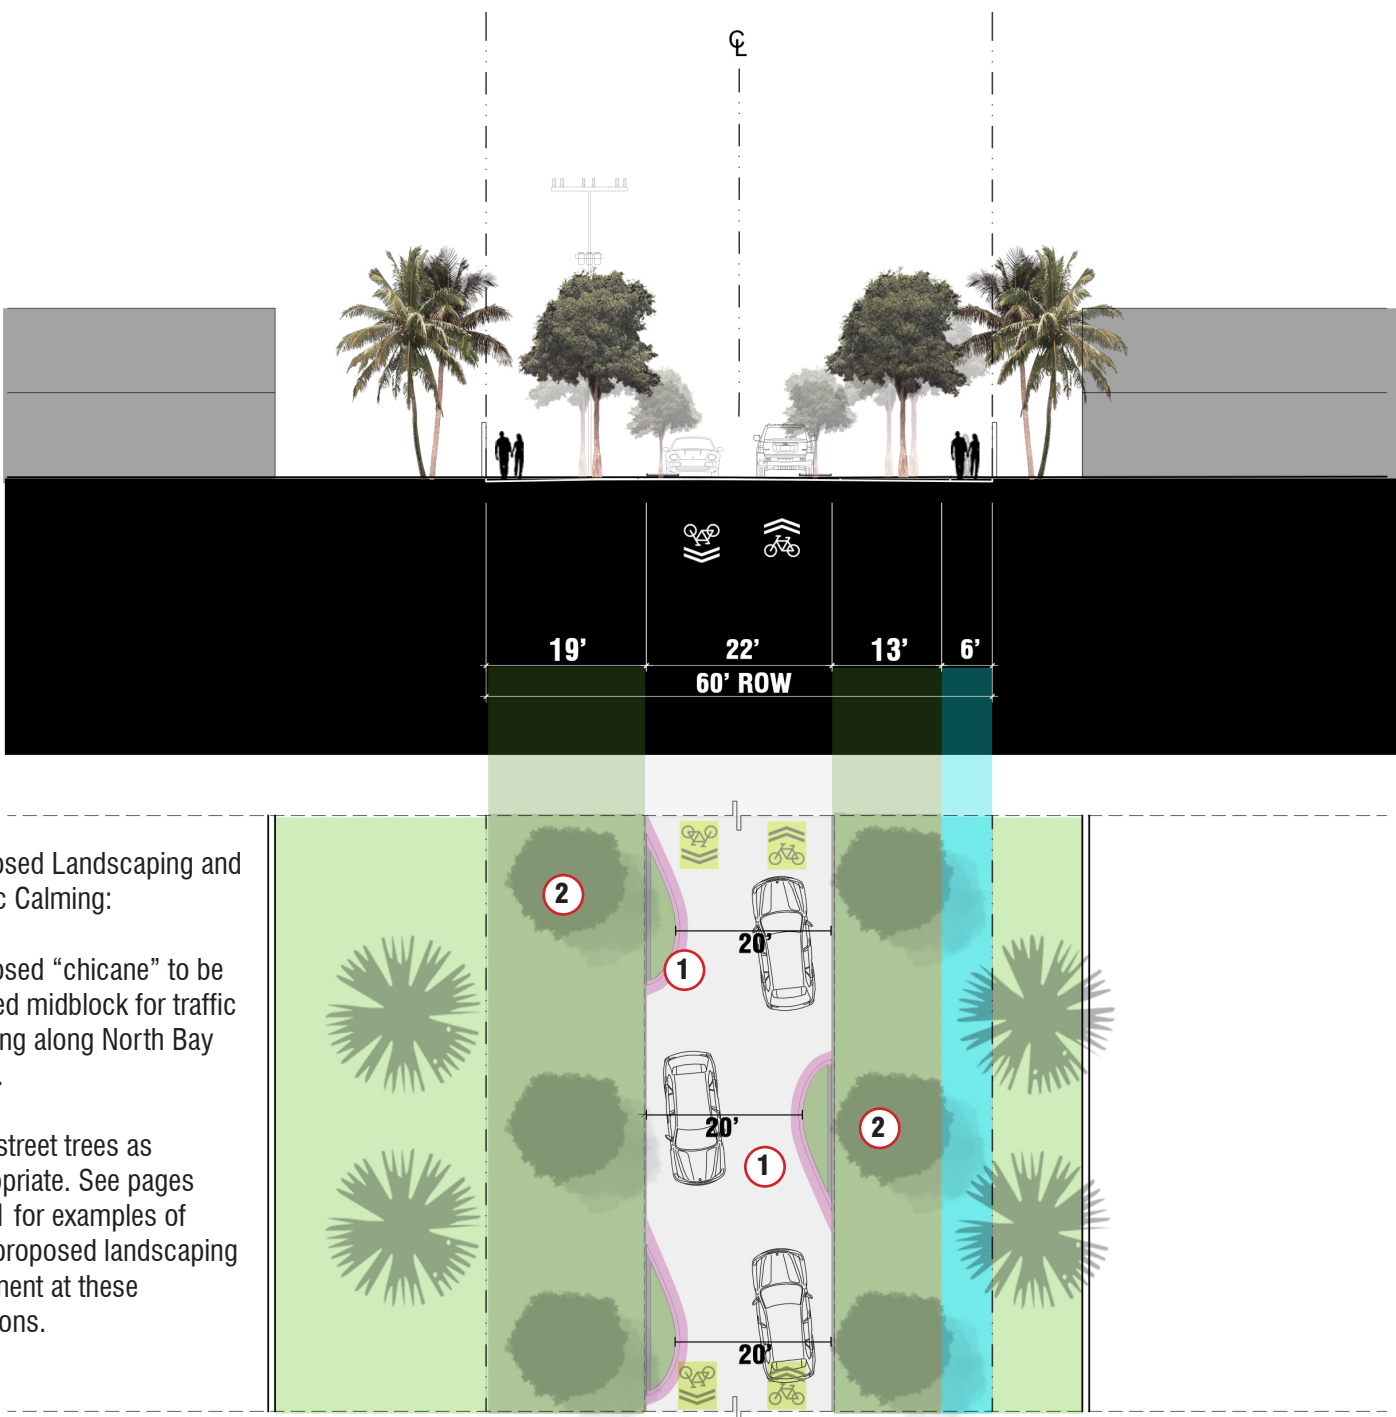 ℄
19’ 22’ 13’ 6’
60’ ROW
osed Landscaping and
c Calming:
osed “chicane” to be
ed midblock for traffic
ng along North Bay
.
street trees as
opriate. See pages
for examples of
proposed landscaping
ment at these
ons.
2
20’
1
20’
2
1
20’